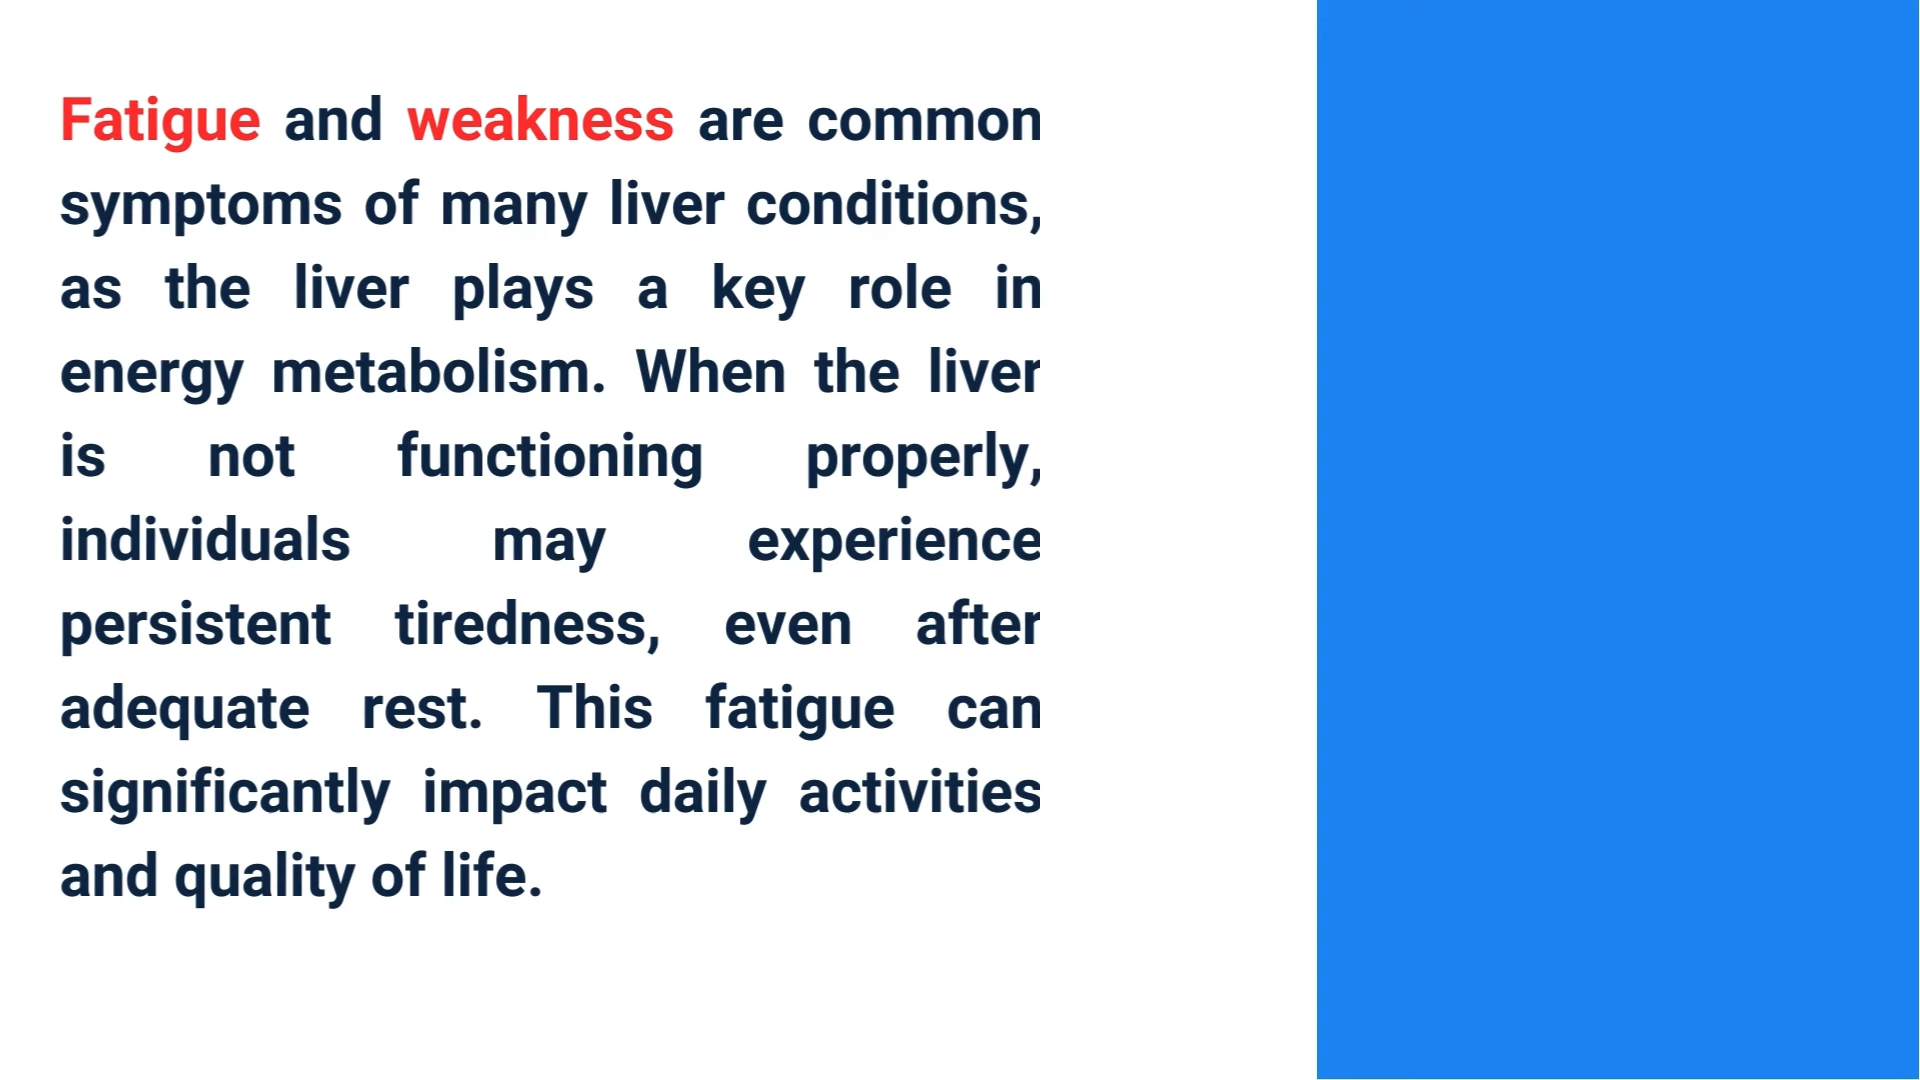 Fatigue and weakness are common
symptoms of many liver conditions,
as the liver plays a key role in
energy metabolism. When the liver
is not functioning properly,
individuals may experience
persistent tiredness, even after
adequate rest. This fatigue can
significantly impact daily activities
and quality of life.